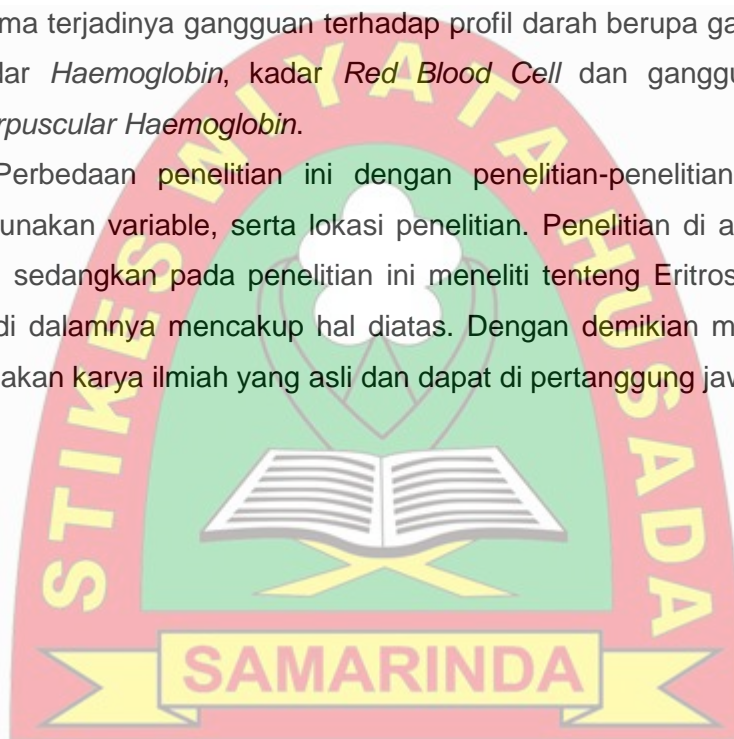 ma terjadinya gangguan terhadap profil darah berupa ga
lar Haemoglobin, kadar Red Blood Cell dan ganggu
rpuscular Haemoglobin.
Perbedaan penelitian ini dengan penelitian-penelitian
unakan variable, serta lokasi penelitian. Penelitian di a
sedangkan pada penelitian ini meneliti tenteng Eritros
di dalamnya mencakup hal diatas. Dengan demikian m
akan karya ilmiah yang asli dan dapat di pertanggung jaw
STIKES WIYATA HUSADA
SAMARINDA